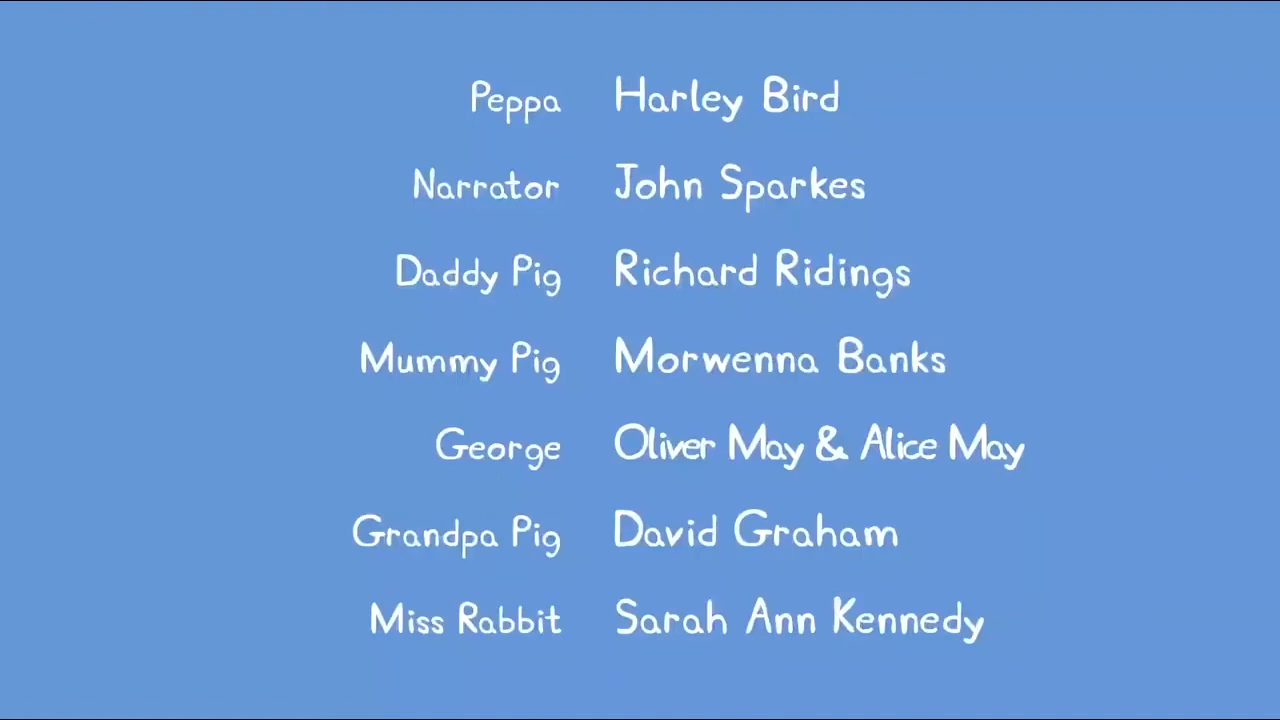 Peppa Harley Bird
Narrator John Sparkes
Daddy Pig Richard Ridings
Mummy Pig Morwenna Banks
George Oliver May & Alice May
Grandpa Pig David Graham
Miss Rabbit Sarah Ann Kennedy